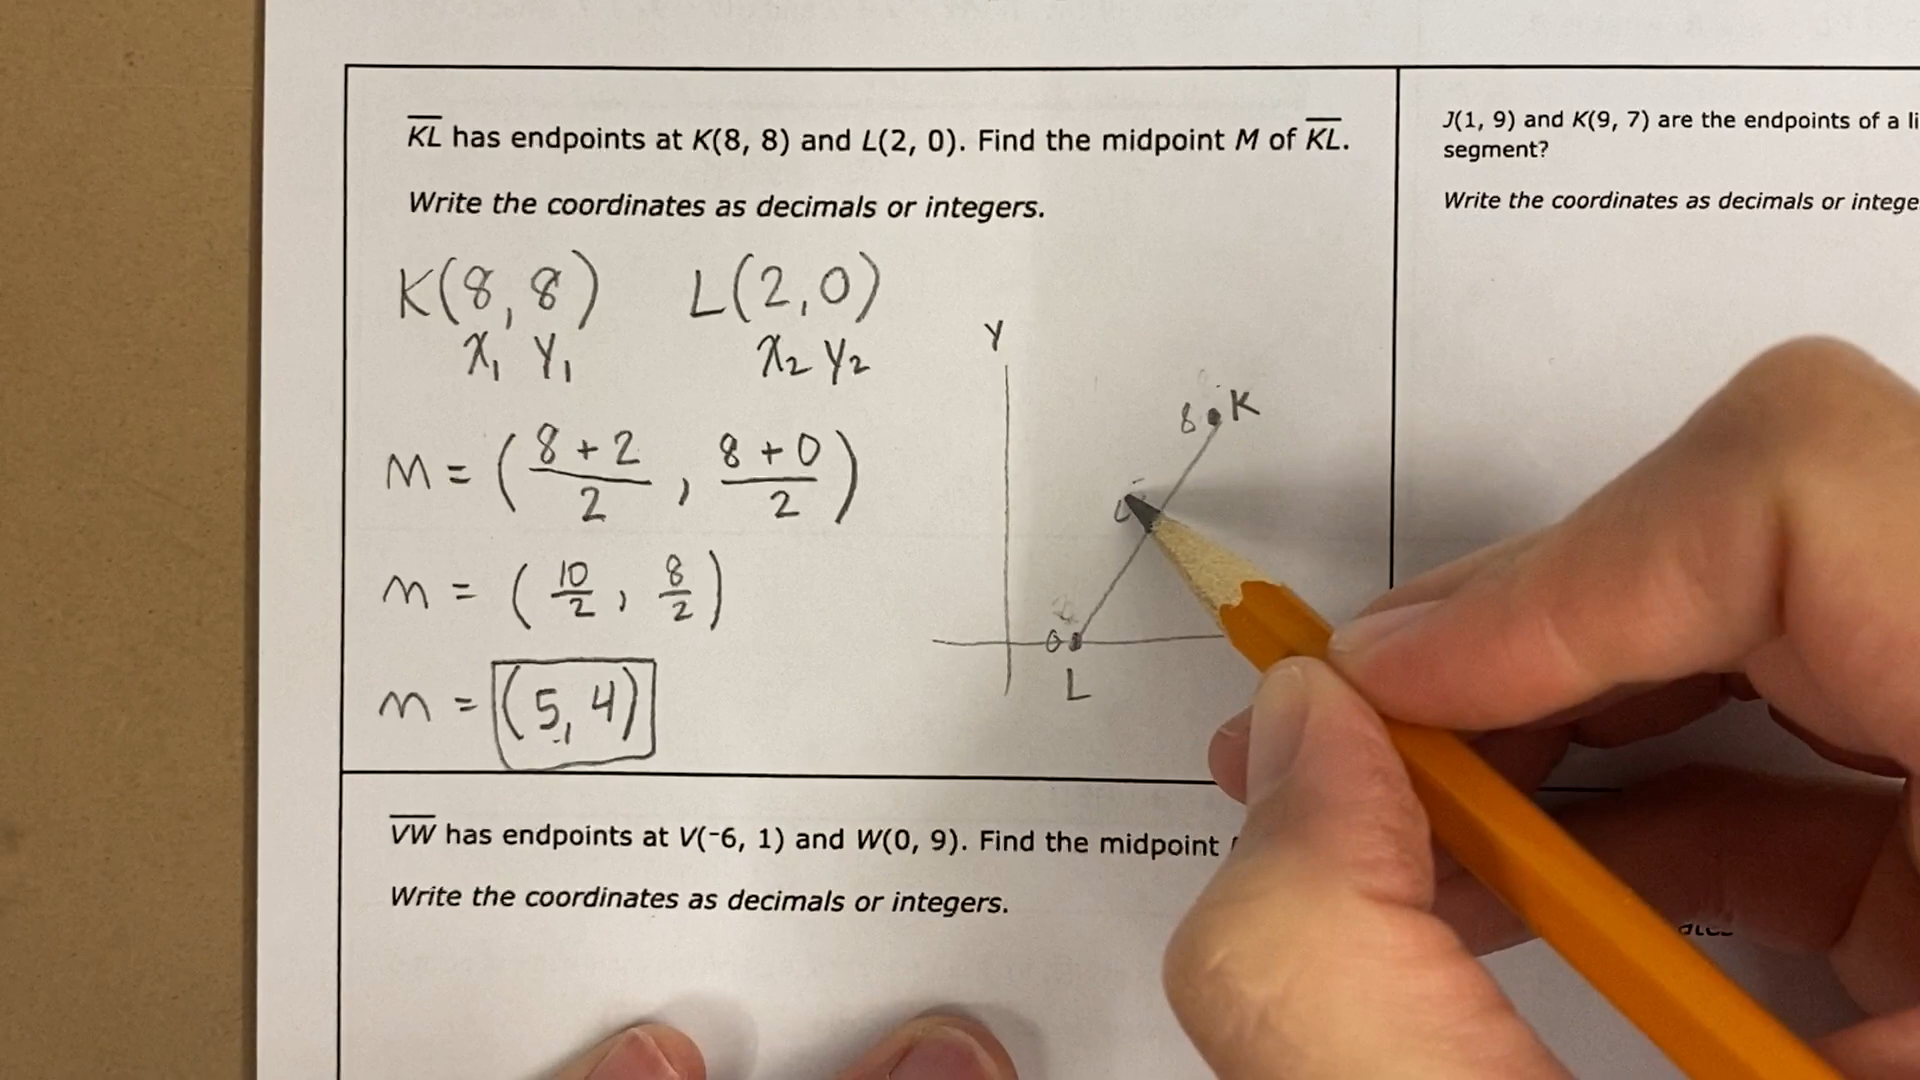 KL has endpoints at K(8, 8) and L(2, 0). Find the midpoint M of KL.
Write the coordinates as decimals or integers.
K(8, 8) L(2, 0)
X₁ Y₁ X₂ Y₂
M = (8 + 2 / 2, 8 + 0 / 2)
m = (10/2, 8/2)
m = (5, 4)
Y
8 K
0
L
J(1, 9) and K(9, 7) are the endpoints of a li
segment?
Write the coordinates as decimals or intege
VW has endpoints at V(⁻6, 1) and W(0, 9). Find the midpoint
Write the coordinates as decimals or integers.